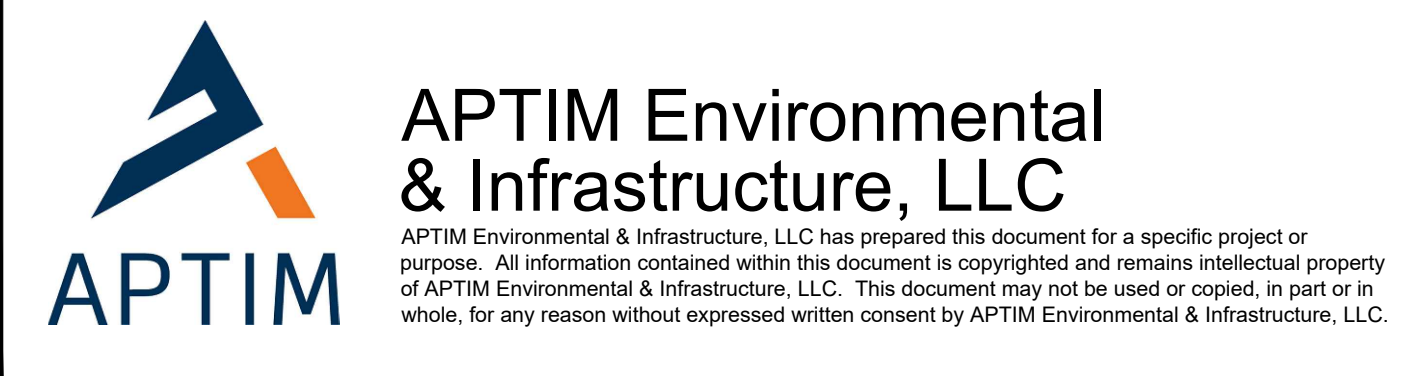 APTIM
APTIM Environmental
& Infrastructure, LLC
APTIM Environmental & Infrastructure, LLC has prepared this document for a specific project or
purpose.  All information contained within this document is copyrighted and remains intellectual property
of APTIM Environmental & Infrastructure, LLC.  This document may not be used or copied, in part or in
whole, for any reason without expressed written consent by APTIM Environmental & Infrastructure, LLC.